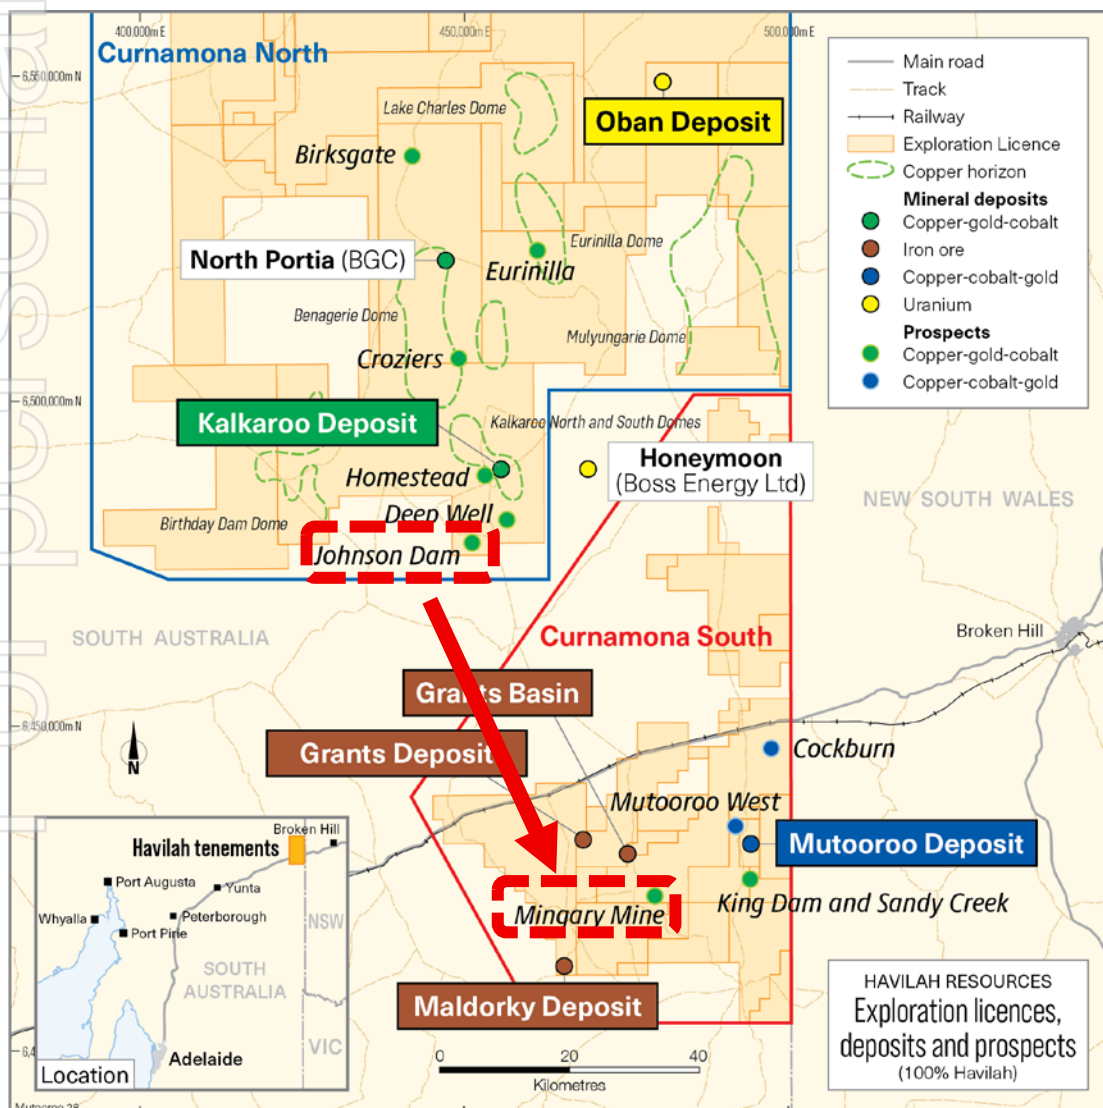 400,000m E
450,000m E
500,000m E
Curnamona North
6,550,000m N
Lake Charles Dome
Oban Deposit
Birksgate
North Portia (BGC)
Eurinilla Dome
Eurinilla
Benagerie Dome
Mulyungarie Dome
Croziers
6,500,000m N
Kalkaroo Deposit
Kalkaroo North and South Domes
Homestead
Honeymoon
(Boss Energy Ltd)
Deep Well
Birthday Dam Dome
Johnson Dam
Main road
Track
Railway
Exploration Licence
Copper horizon
Mineral deposits
Copper-gold-cobalt
Iron ore
Copper-cobalt-gold
Uranium
Prospects
Copper-gold-cobalt
Copper-cobalt-gold
NEW SOUTH WALES
SOUTH AUSTRALIA
Curnamona South
Broken Hill
Grants Basin
6,450,000m N
Grants Deposit
Cockburn
N
Mutooroo West
Mutooroo Deposit
King Dam and Sandy Creek
Mingary Mine
Maldorky Deposit
Broken Hill
Havilah tenements
Port Augusta
Yunta
Whyalla
Peterborough
Port Pirie
NSW
SOUTH
AUSTRALIA
VIC
Adelaide
Location
0 20 40
Kilometres
HAVILAH RESOURCES
Exploration licences,
deposits and prospects
(100% Havilah)